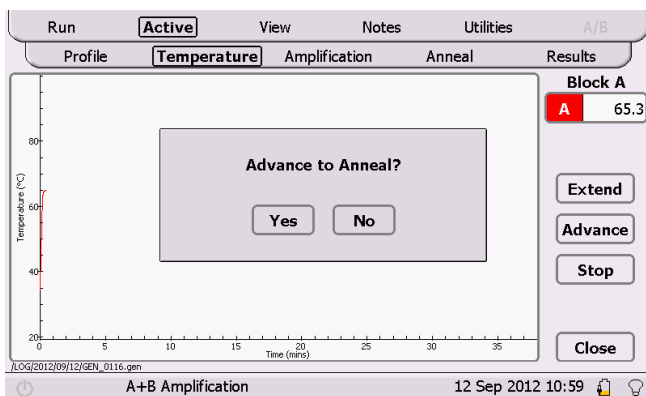 Run Active View Notes Utilities A/B
Profile Temperature Amplification Anneal Results
Block A
A 65.3
80
60
40
20
Temperature (°C)
Advance to Anneal?
Yes No
Extend
Advance
Stop
Close
0 5 10 15 20 25 30 35
Time (mins)
/LOG/2012/09/12/GEN_0116.gen
A+B Amplification 12 Sep 2012 10:59